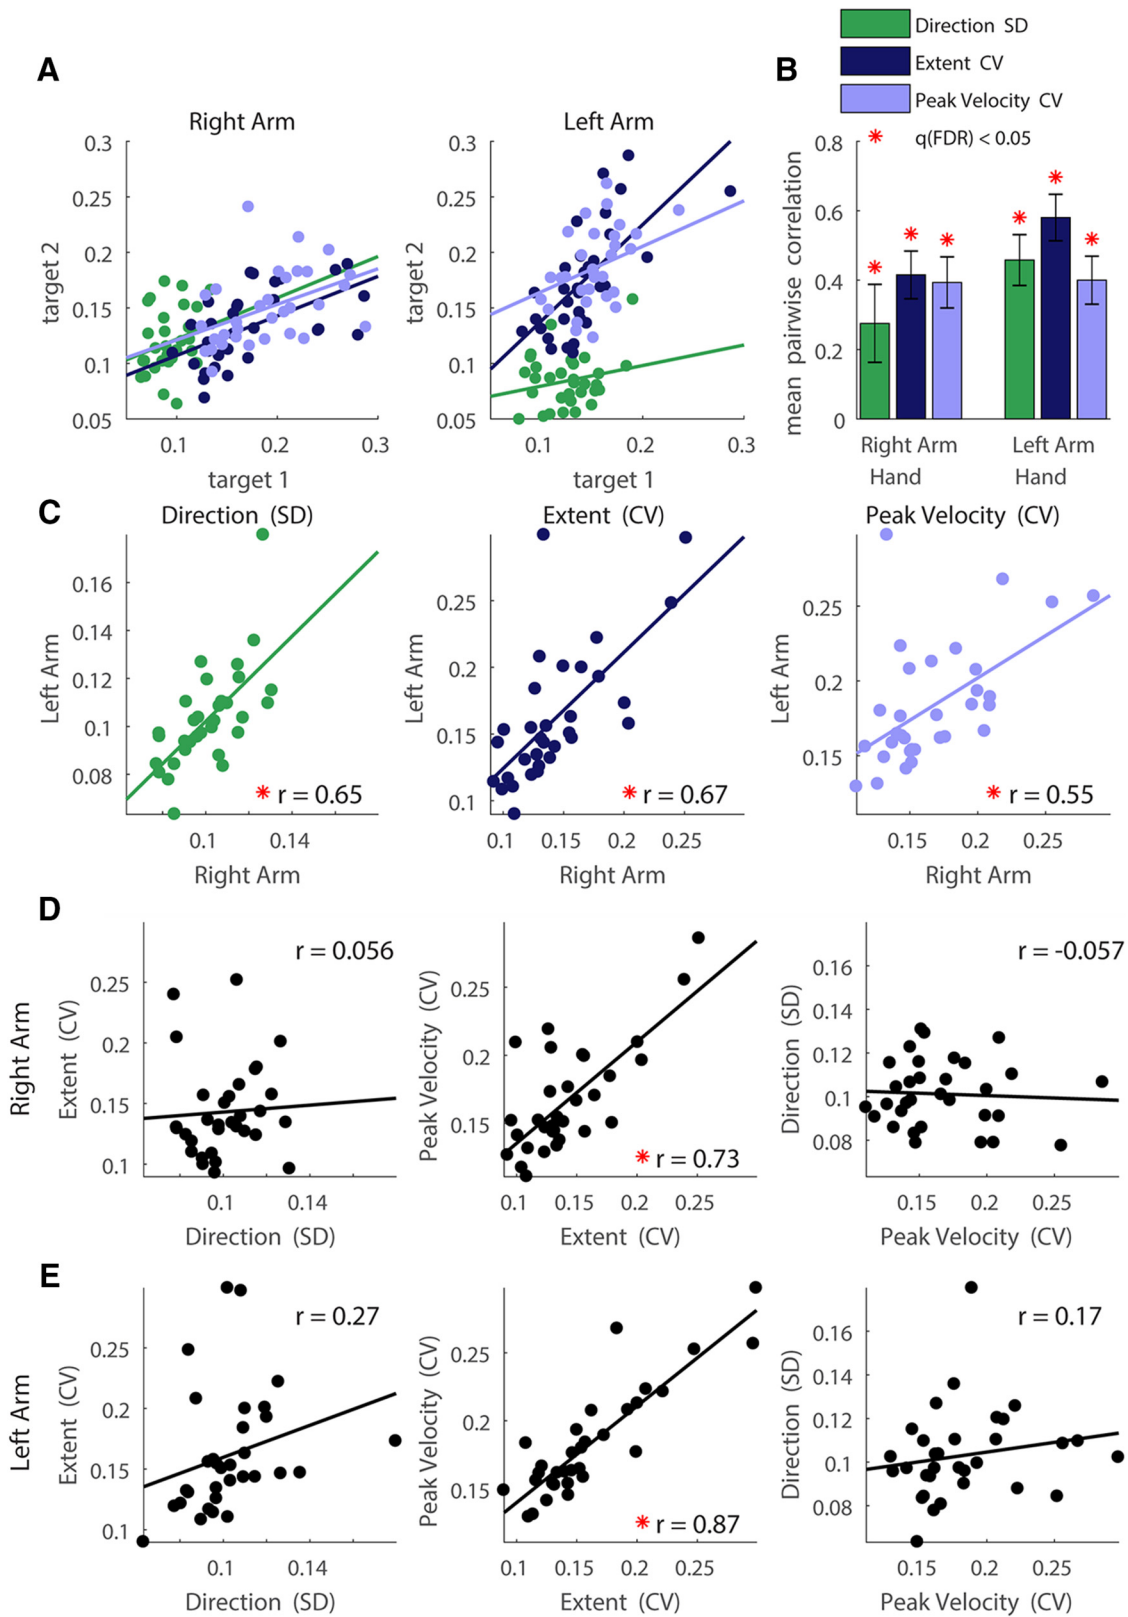 Direction SD
Extent CV
Peak Velocity CV
* q(FDR) < 0.05
A
Right Arm
Left Arm
B
target 2
0.3
0.25
0.2
0.15
0.1
0.05
0.1 0.2 0.3
target 1
target 2
0.3
0.25
0.2
0.15
0.1
0.05
0.1 0.2 0.3
target 1
mean pairwise correlation
0.8
0.6
0.4
0.2
0
* * * * * *
Right Arm Left Arm
Hand Hand
C
Direction (SD)
Left Arm
0.16
0.14
0.12
0.1
0.08
* r = 0.65
0.1 0.14
Right Arm
Extent (CV)
Left Arm
0.25
0.2
0.15
0.1
* r = 0.67
0.1 0.15 0.2 0.25
Right Arm
Peak Velocity (CV)
Left Arm
0.25
0.2
0.15
* r = 0.55
0.15 0.2 0.25
Right Arm
D
Right Arm
Extent (CV)
0.25
0.2
0.15
0.1
r = 0.056
0.1 0.14
Direction (SD)
Peak Velocity (CV)
0.25
0.2
0.15
* r = 0.73
0.1 0.15 0.2 0.25
Extent (CV)
Direction (SD)
0.16
0.14
0.12
0.1
0.08
r = -0.057
0.15 0.2 0.25
Peak Velocity (CV)
E
Left Arm
Extent (CV)
0.25
0.2
0.15
0.1
r = 0.27
0.1 0.14
Direction (SD)
Peak Velocity (CV)
0.25
0.2
0.15
* r = 0.87
0.1 0.15 0.2 0.25
Extent (CV)
Direction (SD)
0.16
0.14
0.12
0.1
0.08
r = 0.17
0.15 0.2 0.25
Peak Velocity (CV)